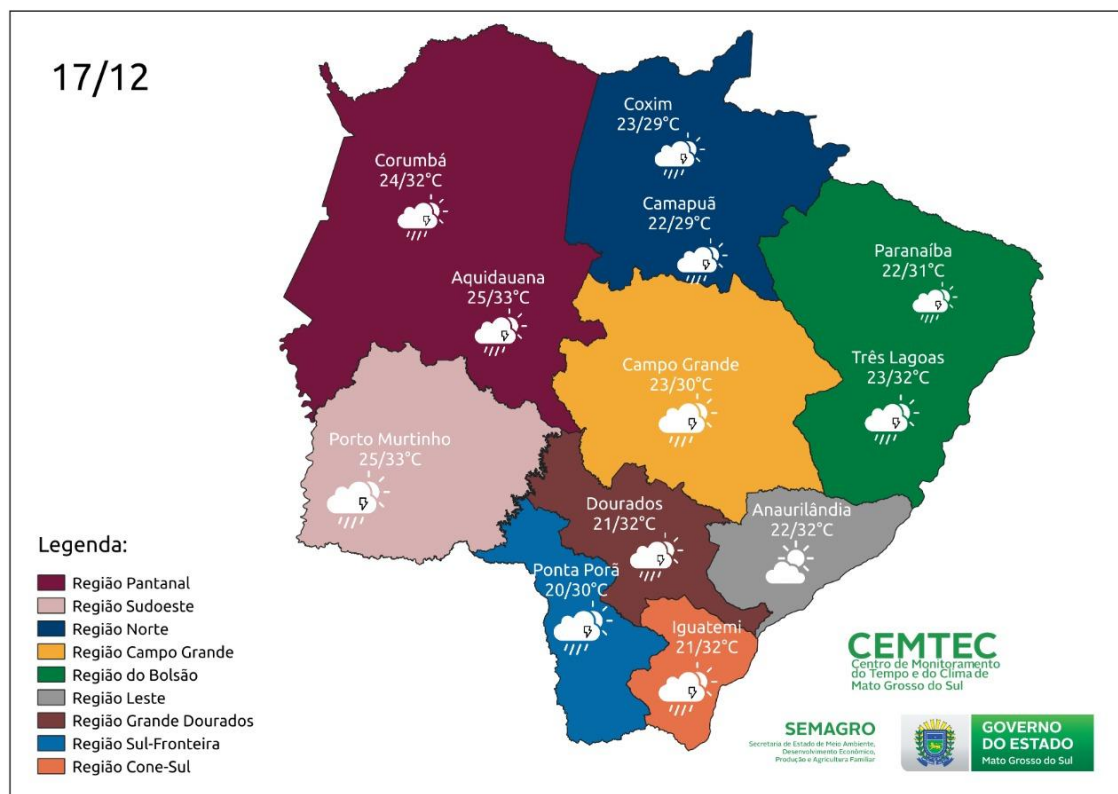 17/12
Coxim
23/29°C
Corumbá
24/32°C
Camapuã
22/29°C
Paranaíba
22/31°C
Aquidauana
25/33°C
Três Lagoas
23/32°C
Campo Grande
23/30°C
Porto Murtinho
25/33°C
Dourados
21/32°C
Anaurilândia
22/32°C
Ponta Porã
20/30°C
Iguatemi
21/32°C
Legenda:
Região Pantanal
Região Sudoeste
Região Norte
Região Campo Grande
Região do Bolsão
Região Leste
Região Grande Dourados
Região Sul-Fronteira
Região Cone-Sul
CEMTEC
Centro de Monitoramento
do Tempo e do Clima de
Mato Grosso do Sul
SEMAGRO
Secretaria de Estado de Meio Ambiente,
Desenvolvimento Econômico,
Produção e Agricultura Familiar
GOVERNO
DO ESTADO
Mato Grosso do Sul